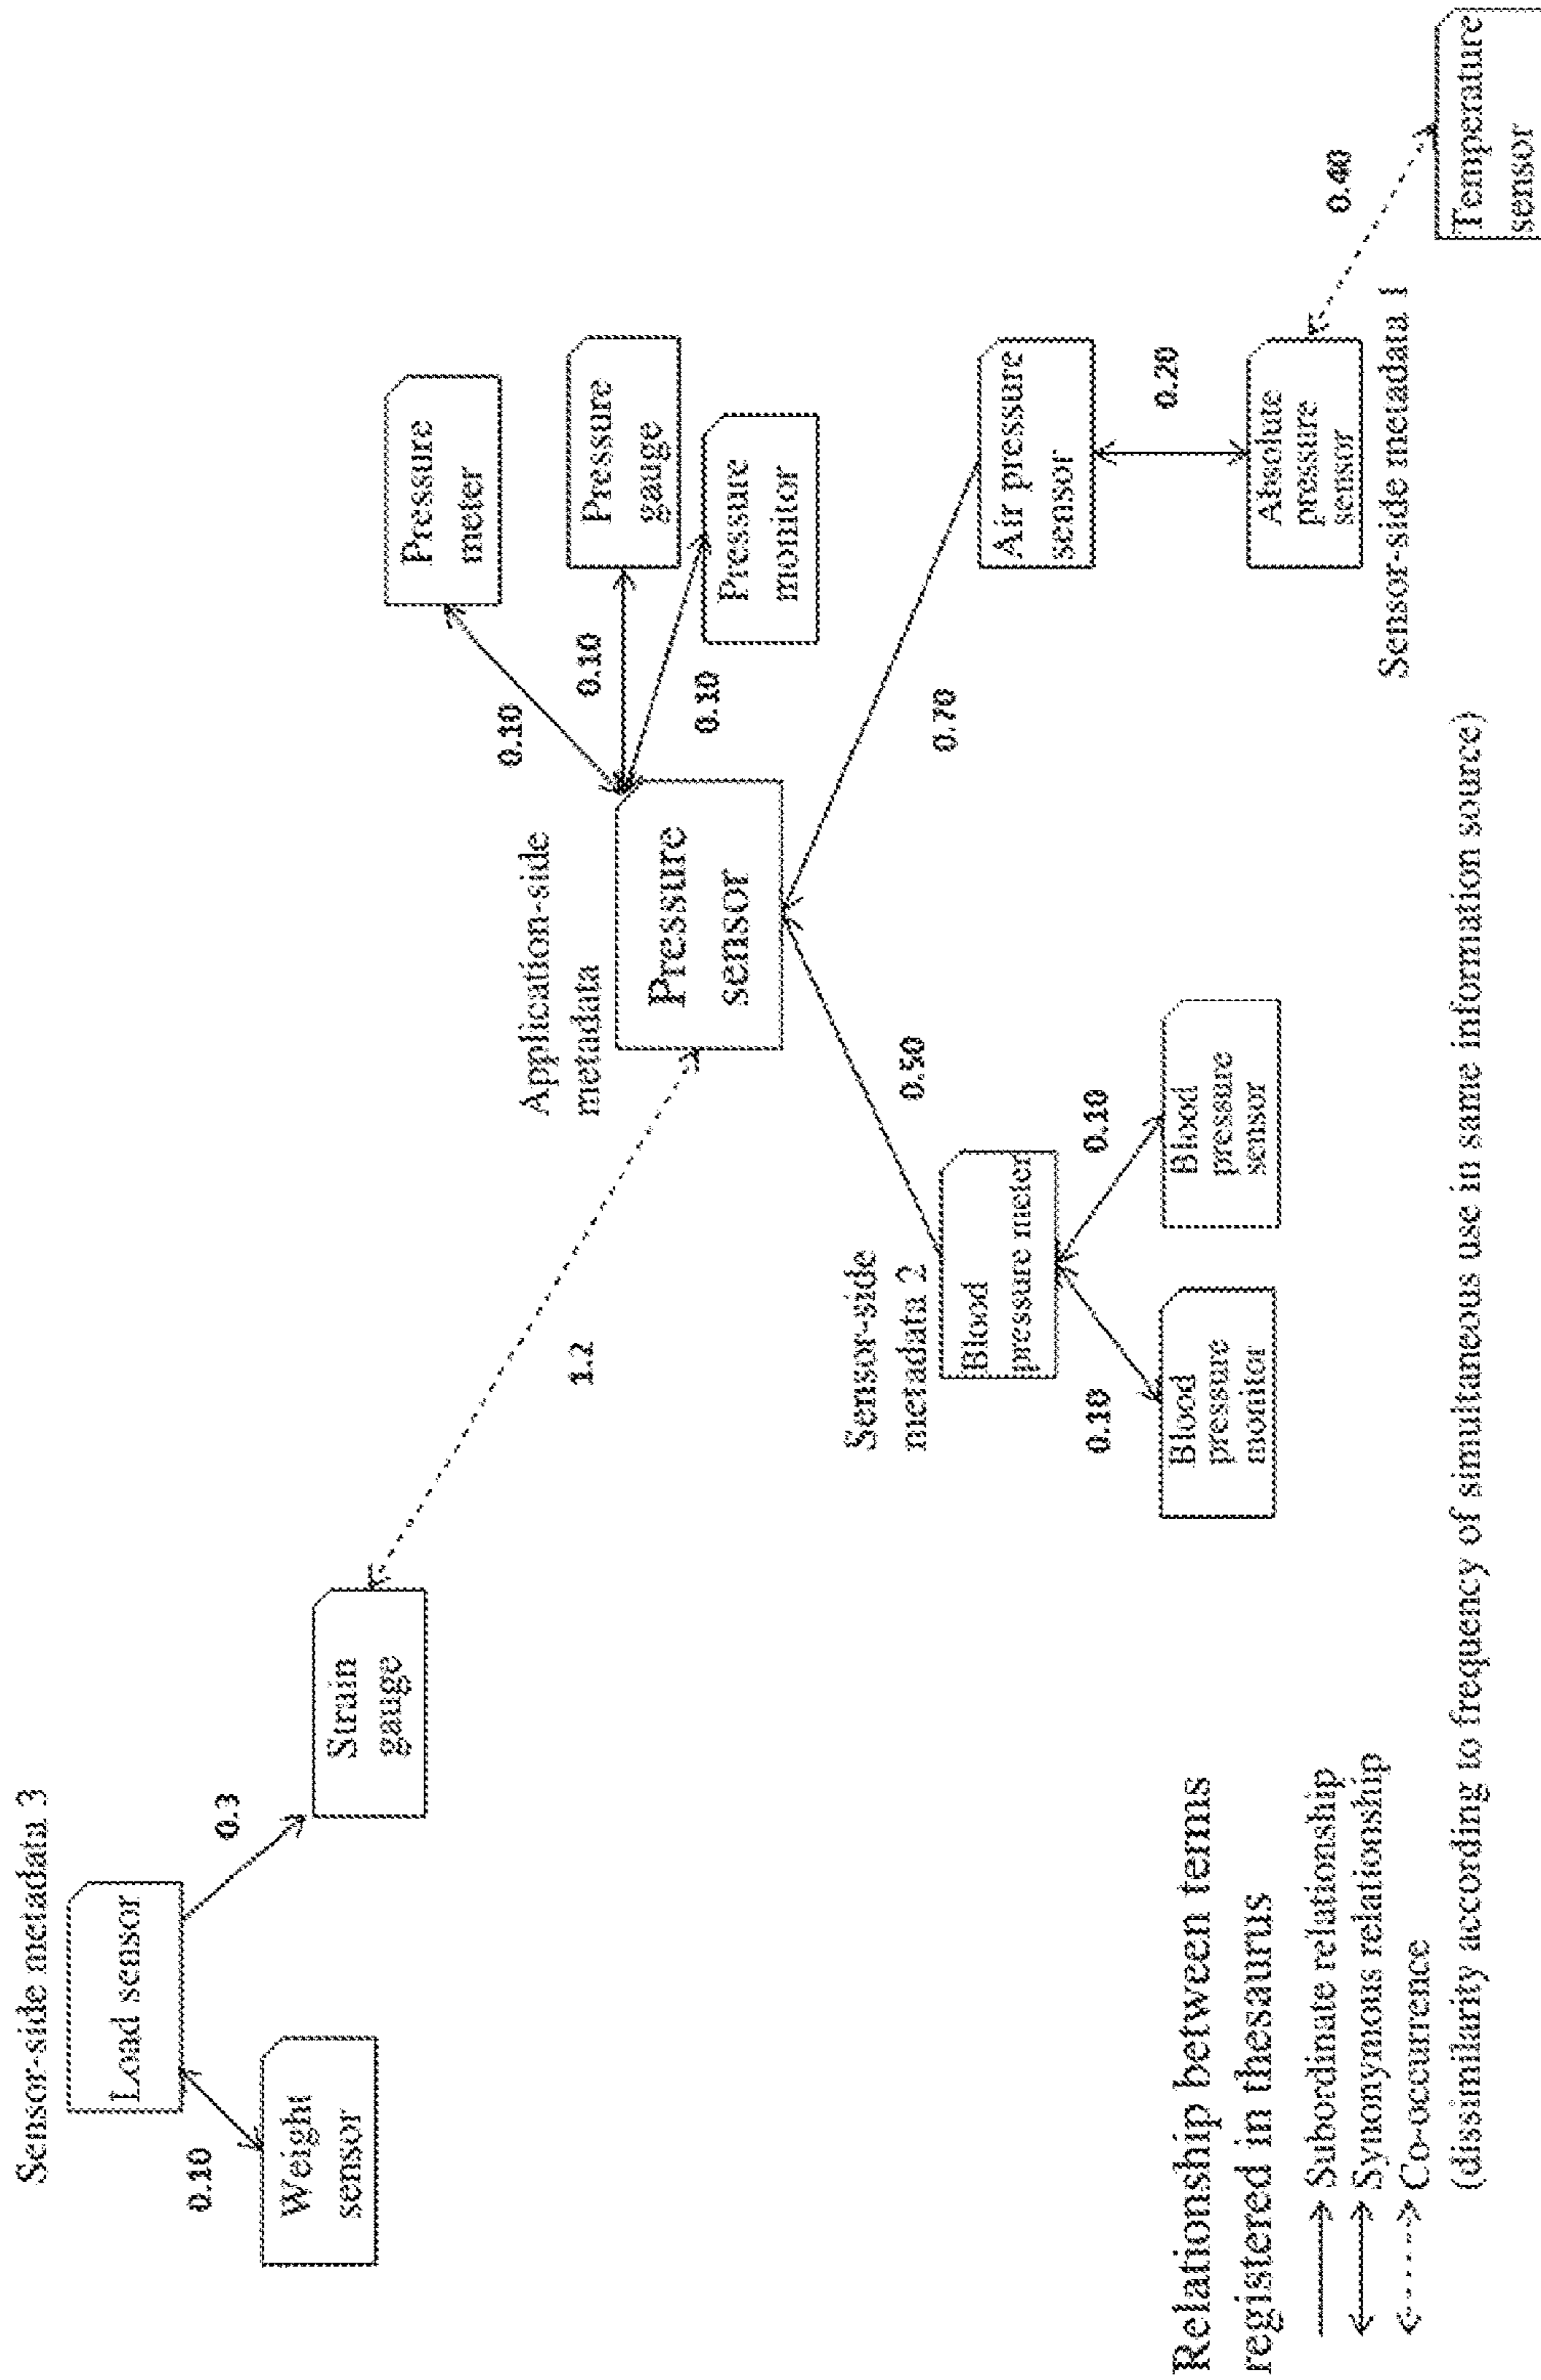 Sensor-side metadata 3
Load sensor
0.10
Weight
sensor
0.3
Strain
gauge
1.2
Application-side
metadata
Pressure
sensor
0.10
Pressure
meter
0.10
Pressure
gauge
0.10
Pressure
monitor
Sensor-side
metadata 2
Blood
pressure meter
0.50
0.10
Blood
pressure
monitor
0.10
Blood
pressure
sensor
0.70
Air pressure
sensor
0.20
Absolute
pressure
sensor
Sensor-side metadata 1
0.40
Temperature
sensor
Relationship between tems
registered in thesaurus
Subordinate relationship
Synonymous relationship
Co-occurrence
(dissimilarity according to frequency of simultaneous use in same information source)